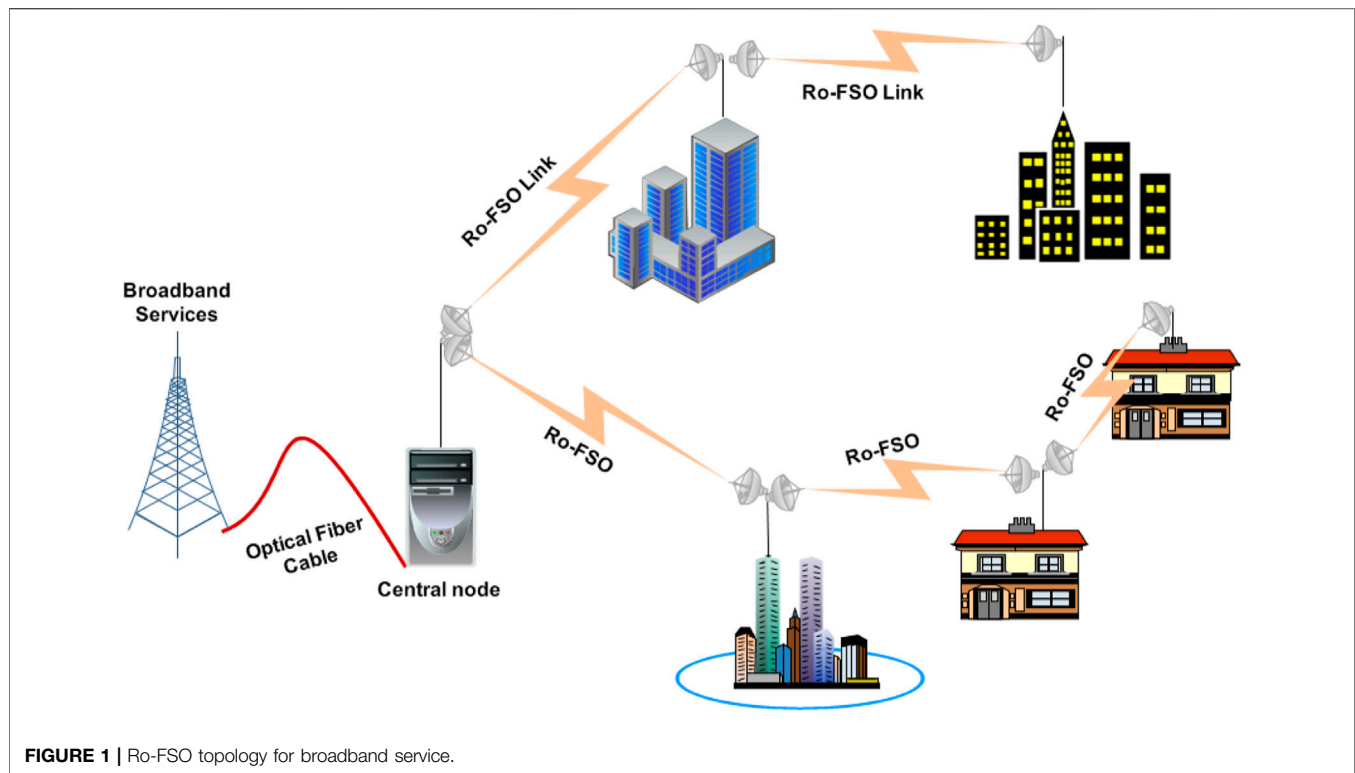 Ro-FSO Link
Ro-FSO Link
Broadband
Services
Ro-FSO
Ro-FSO
Ro-FSO
Optical Fiber
Cable
Central node
FIGURE 1 | Ro-FSO topology for broadband service.